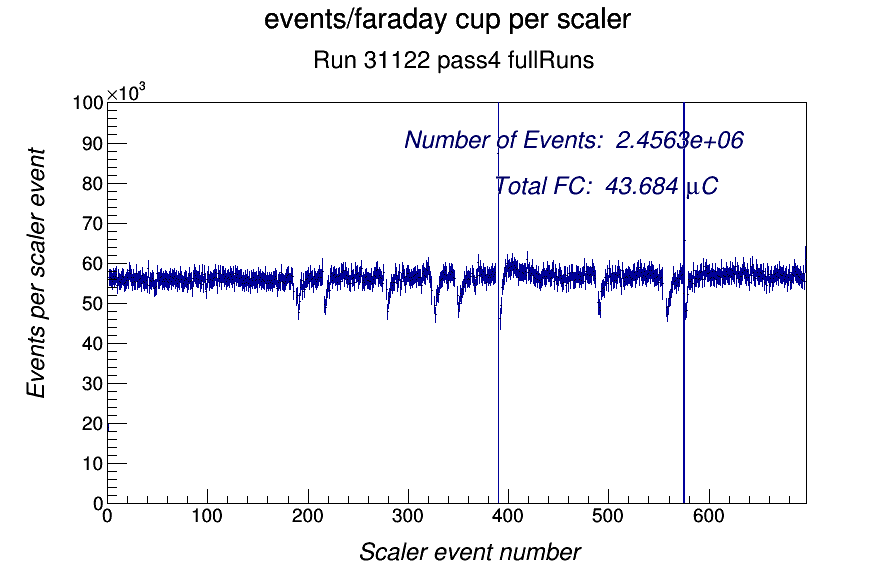 events/faraday cup per scaler
Run 31122 pass4 fullRuns
×10³
100
90
80
70
60
50
40
30
20
10
0
Events per scaler event
Number of Events: 2.4563e+06
Total FC: 43.684 μC
0 100 200 300 400 500 600
Scaler event number